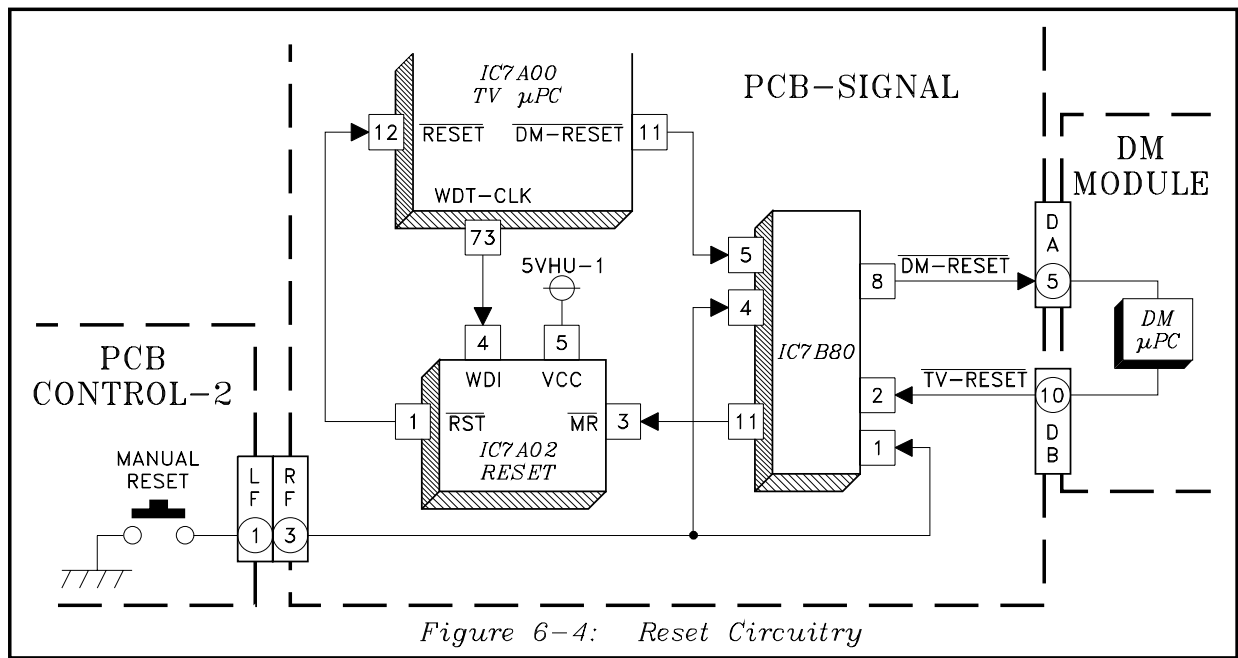 IC7A00
TV µPC
PCB-SIGNAL
12
RESET
DM-RESET
11
DM
MODULE
WDT-CLK
73
D
A
5
5VHU-1
5
4
8
DM-RESET
DM
µPC
PCB
CONTROL-2
4
5
WDI
VCC
IC7B80
1
RST
MR
3
11
2
TV-RESET
10
D
B
1
IC7A02
RESET
MANUAL
RESET
L
F
1
R
F
3
Figure 6-4: Reset Circuitry